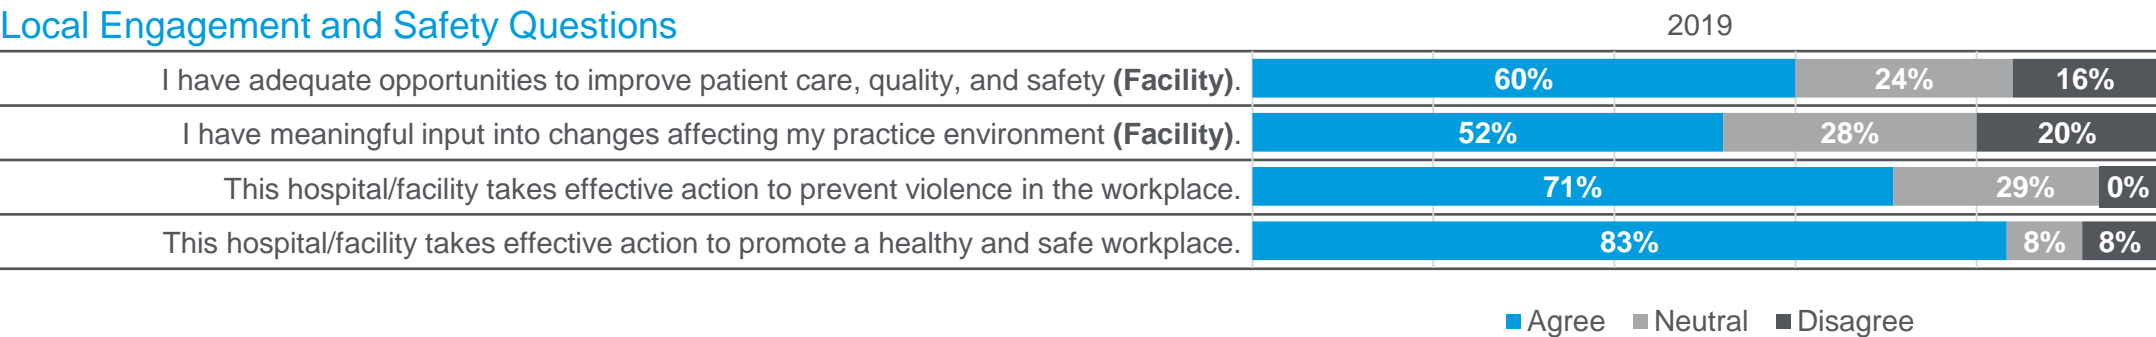 Local Engagement and Safety Questions 2019
I have adequate opportunities to improve patient care, quality, and safety (Facility). 60% 24% 16%
I have meaningful input into changes affecting my practice environment (Facility). 52% 28% 20%
This hospital/facility takes effective action to prevent violence in the workplace. 71% 29% 0%
This hospital/facility takes effective action to promote a healthy and safe workplace. 83% 8% 8%
Agree Neutral Disagree